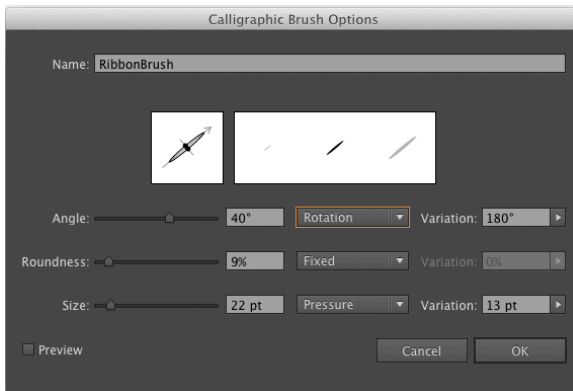 Calligraphic Brush Options
Name: RibbonBrush
Angle: 40° Rotation Variation: 180°
Roundness: 9% Fixed Variation: 0%
Size: 22 pt Pressure Variation: 13 pt
Preview Cancel OK